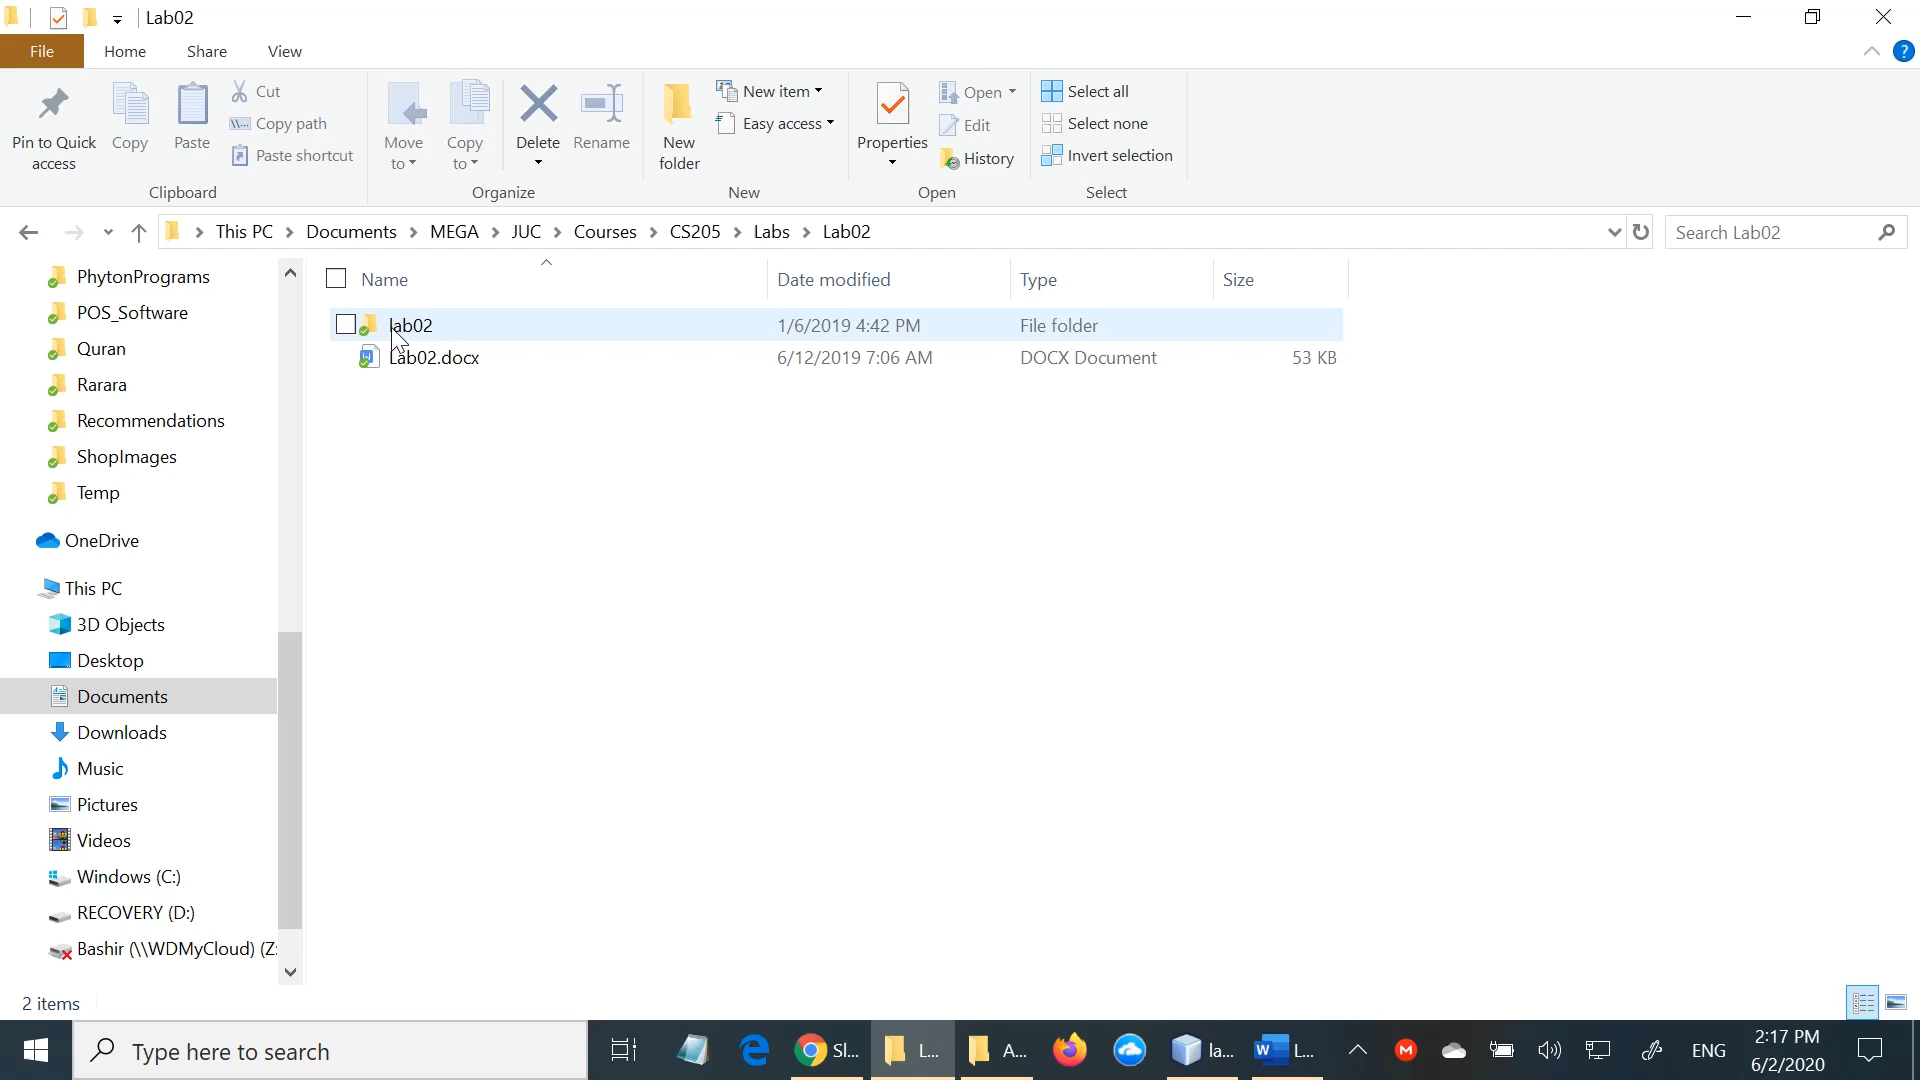 Lab02
File Home Share View
Pin to Quick access
Copy
Paste
Cut
Copy path
Paste shortcut
Clipboard
Move to
Copy to
Delete
Rename
Organize
New folder
New item
Easy access
New
Properties
Open
Edit
History
Open
Select all
Select none
Invert selection
Select
This PC > Documents > MEGA > JUC > Courses > CS205 > Labs > Lab02
Search Lab02
Name Date modified Type Size
lab02 1/6/2019 4:42 PM File folder
Lab02.docx 6/12/2019 7:06 AM DOCX Document 53 KB
PhytonPrograms
POS_Software
Quran
Rarara
Recommendations
ShopImages
Temp
OneDrive
This PC
3D Objects
Desktop
Documents
Downloads
Music
Pictures
Videos
Windows (C:)
RECOVERY (D:)
Bashir (\\WDMyCloud) (Z:
2 items
Type here to search
Sl...
L...
A...
la...
L...
ENG
2:17 PM
6/2/2020